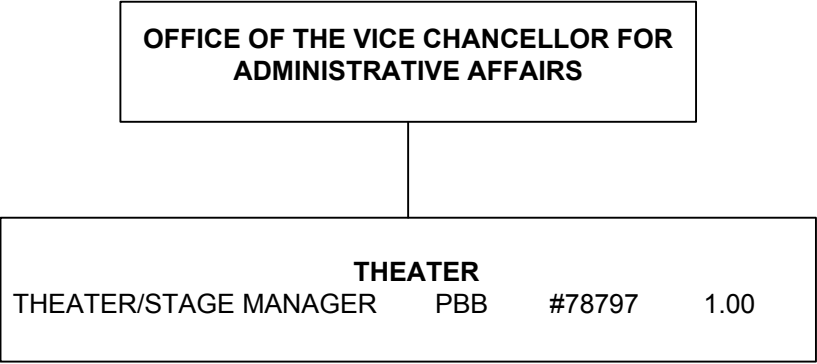 OFFICE OF THE VICE CHANCELLOR FOR
ADMINISTRATIVE AFFAIRS
THEATER
THEATER/STAGE MANAGER PBB #78797 1.00